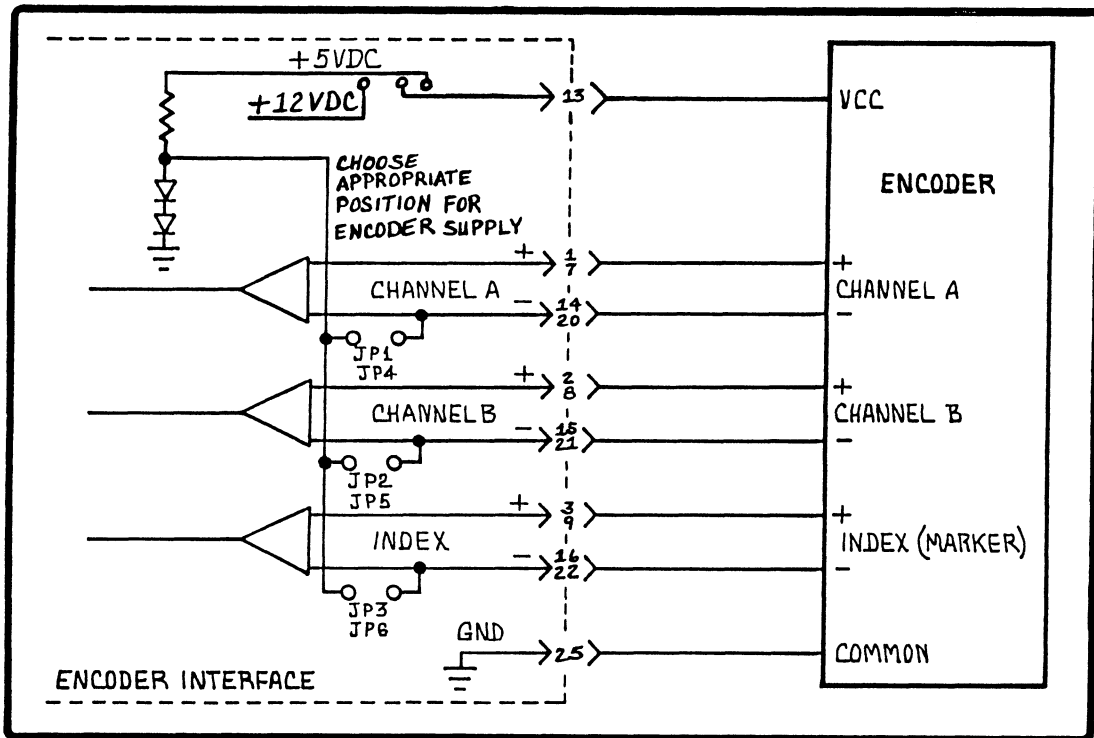 +5VDC
+12VDC
13
VCC
CHOOSE
APPROPRIATE
POSITION FOR
ENCODER SUPPLY
ENCODER
+
1
7
+
CHANNEL A
CHANNEL A
-
14
20
-
JP1
JP4
+
2
8
+
CHANNEL B
CHANNEL B
-
15
21
-
JP2
JP5
+
3
9
+
INDEX
INDEX (MARKER)
-
16
22
-
JP3
JP6
GND
25
COMMON
ENCODER INTERFACE